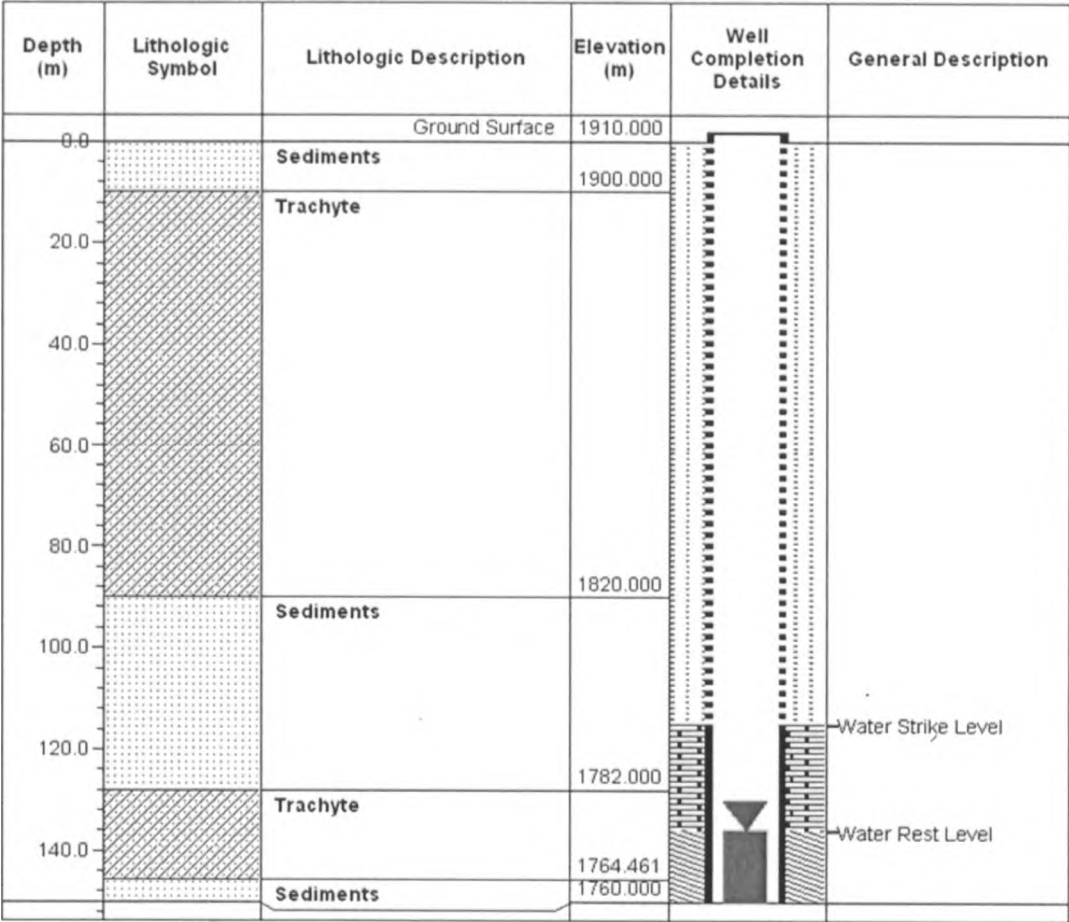 Depth
(m)
Lithologic
Symbol
Lithologic Description
Elevation
(m)
Well
Completion
Details
General Description
Ground Surface
1910.000
0.0
Sediments
1900.000
Trachyte
20.0
40.0
60.0
80.0
1820.000
Sediments
100.0
Water Strike Level
120.0
1782.000
Trachyte
Water Rest Level
140.0
1764.461
1760.000
Sediments